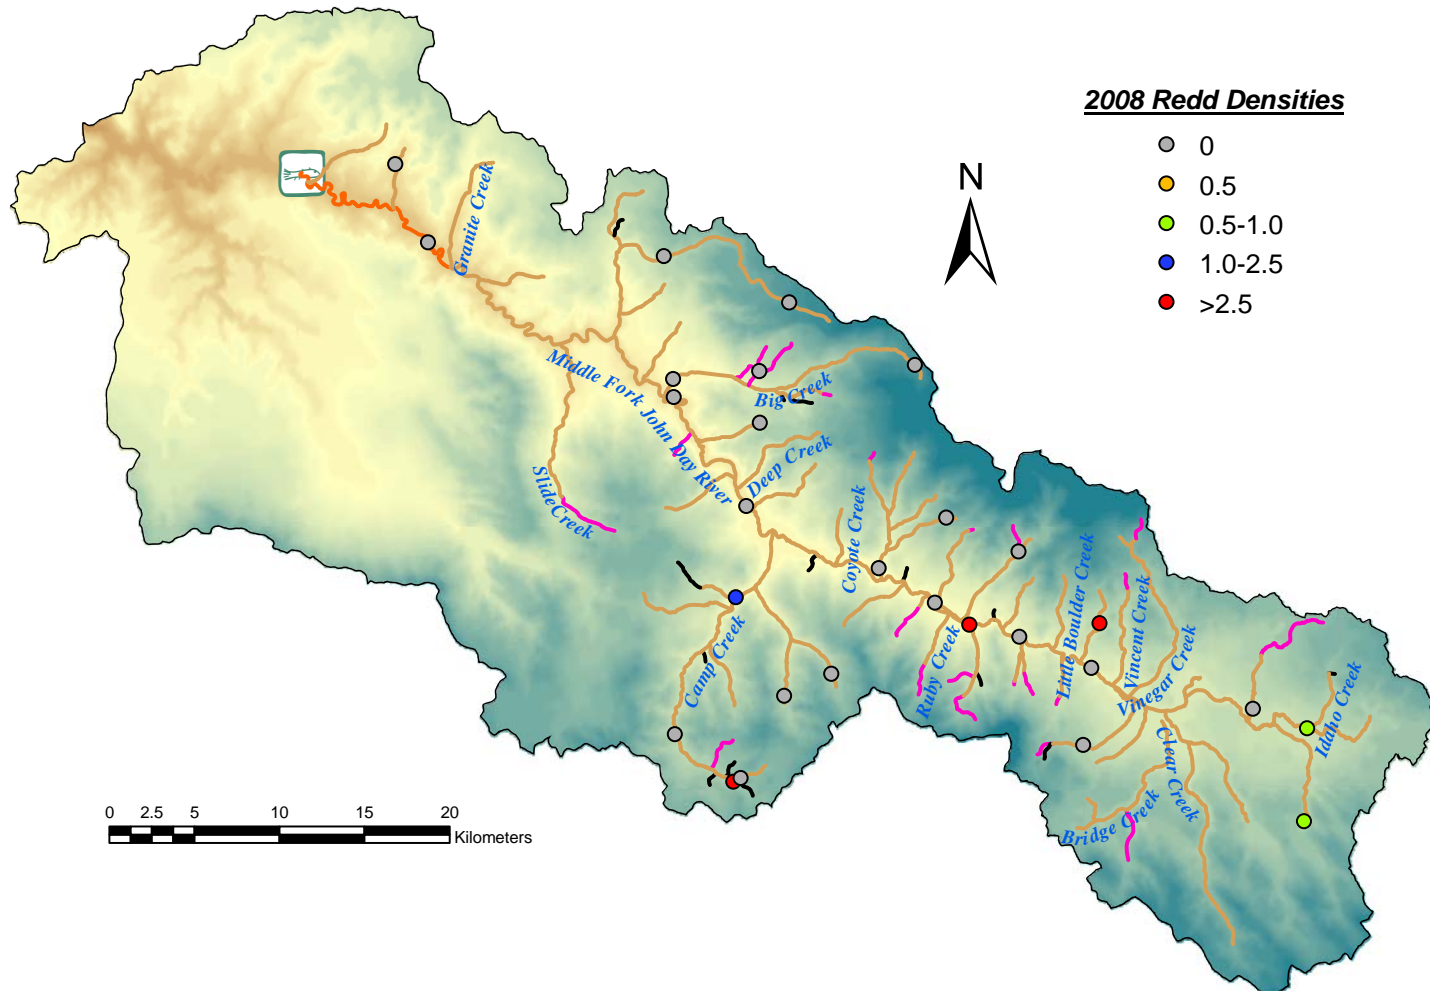 2008 Redd Densities
0
0.5
0.5-1.0
1.0-2.5
>2.5
N
Granite Creek
Middle Fork John Day River
Big Creek
Deep Creek
SlideCreek
Coyote Creek
Camp Creek
Ruby Creek
Little Boulder Creek
Vincent Creek
Vinegar Creek
Clear Creek
Bridge Creek
Idaho Creek
0 2.5 5 10 15 20
Kilometers